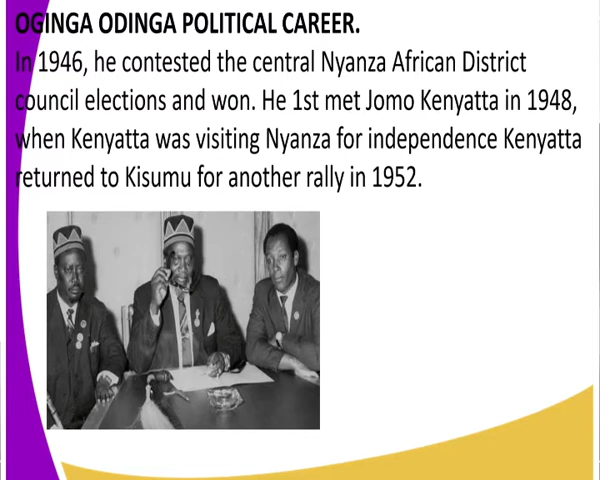 OGINGA ODINGA POLITICAL CAREER.
In 1946, he contested the central Nyanza African District
council elections and won. He 1st met Jomo Kenyatta in 1948,
when Kenyatta was visiting Nyanza for independence Kenyatta
returned to Kisumu for another rally in 1952.